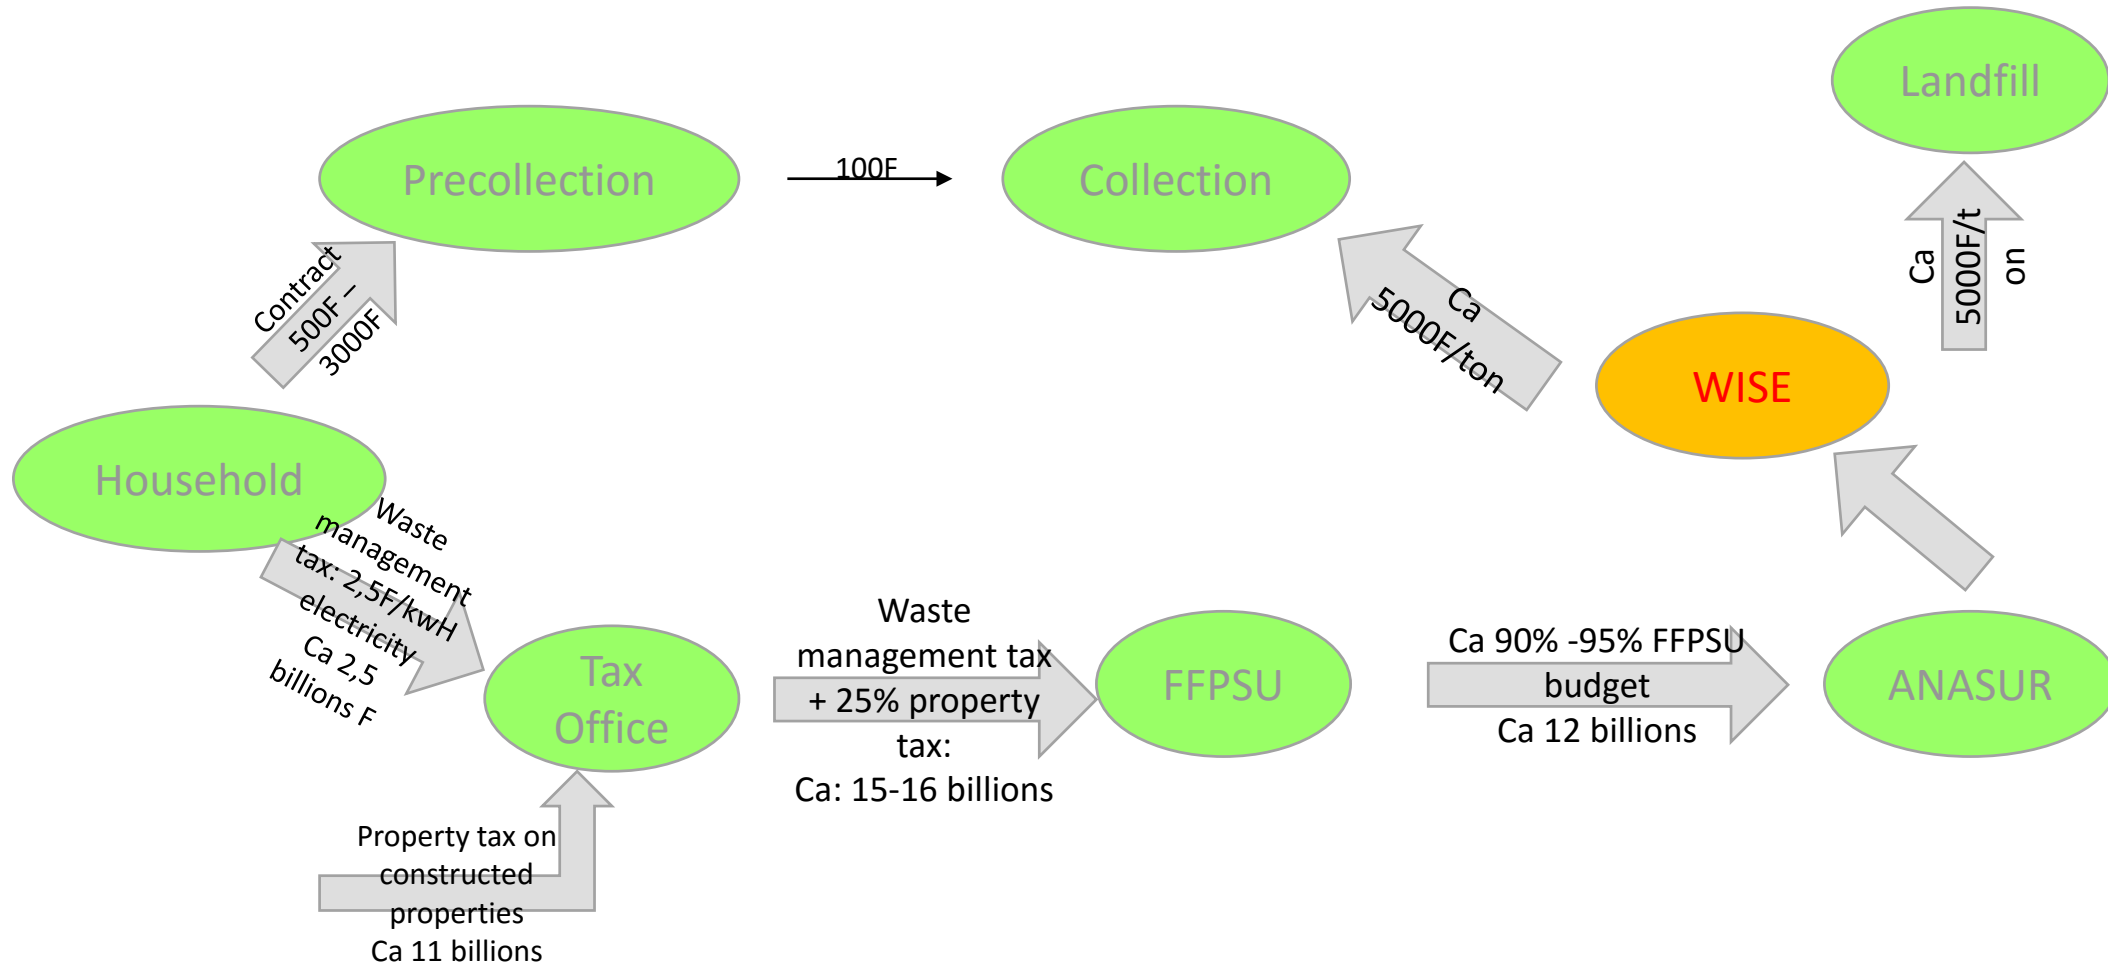 Landfill
Precollection
100F
Collection
Ca
5000F/t
on
Contract
500F –
3000F
Ca
5000F/ton
WISE
Household
Waste
management
tax: 2,5F/kwH
electricity
Ca 2,5
billions F
Tax
Office
Waste
management tax
+ 25% property
tax:
Ca: 15-16 billions
FFPSU
Ca 90% -95% FFPSU
budget
Ca 12 billions
ANASUR
Property tax on
constructed
properties
Ca 11 billions